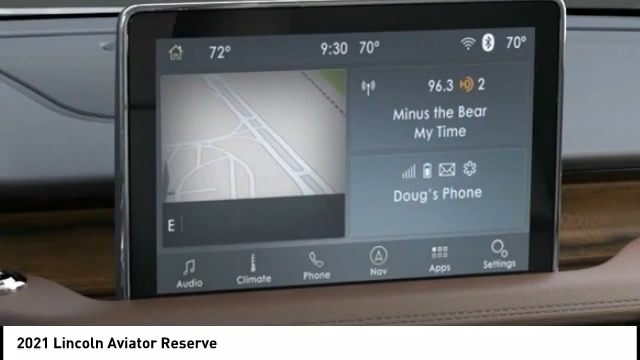 72° 9:30 70° 70°
96.3 HD 2
Minus the Bear
My Time
Doug's Phone
E
Audio Climate Phone Nav Apps Settings
2021 Lincoln Aviator Reserve